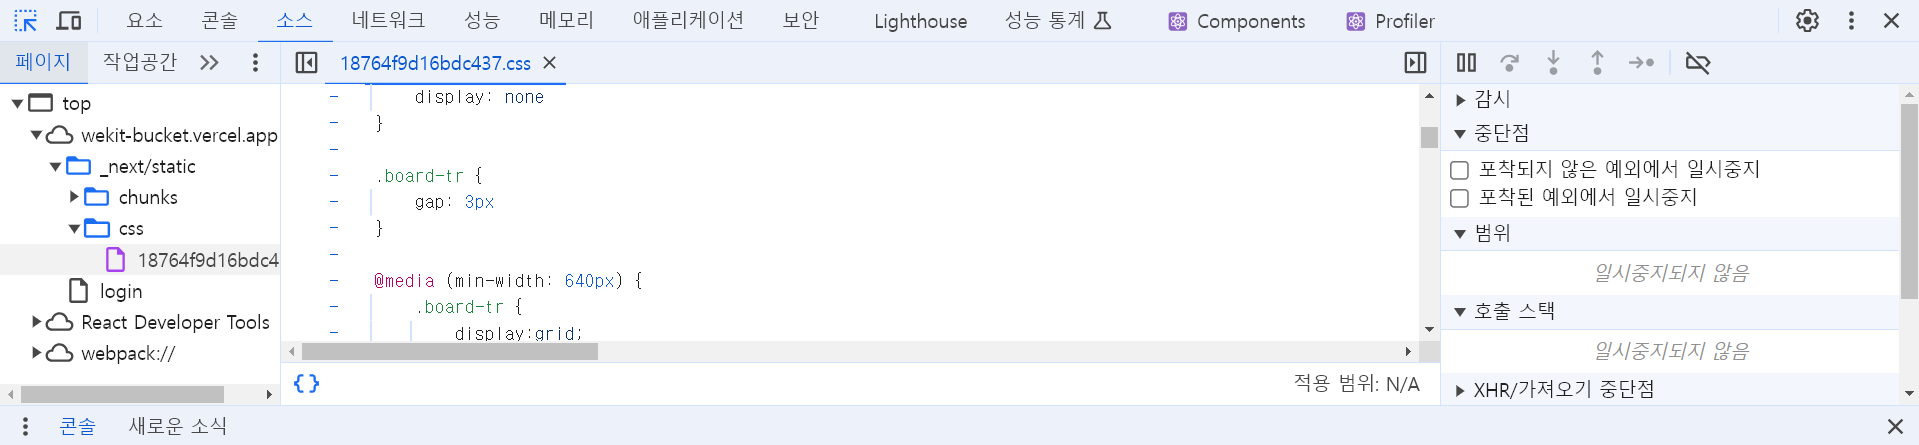 요소 콘솔 소스 네트워크 성능 메모리 애플리케이션 보안 Lighthouse 성능 통계 Components Profiler
페이지 작업공간
18764f9d16bdc437.css
top
wekit-bucket.vercel.app
_next/static
chunks
css
18764f9d16bdc4
login
React Developer Tools
webpack://
display: none
}
.board-tr {
gap: 3px
}
@media (min-width: 640px) {
.board-tr {
display:grid;
{ } 적용 범위: N/A
감시
중단점
포착되지 않은 예외에서 일시중지
포착된 예외에서 일시중지
범위
일시중지되지 않음
호출 스택
일시중지되지 않음
XHR/가져오기 중단점
콘솔 새로운 소식